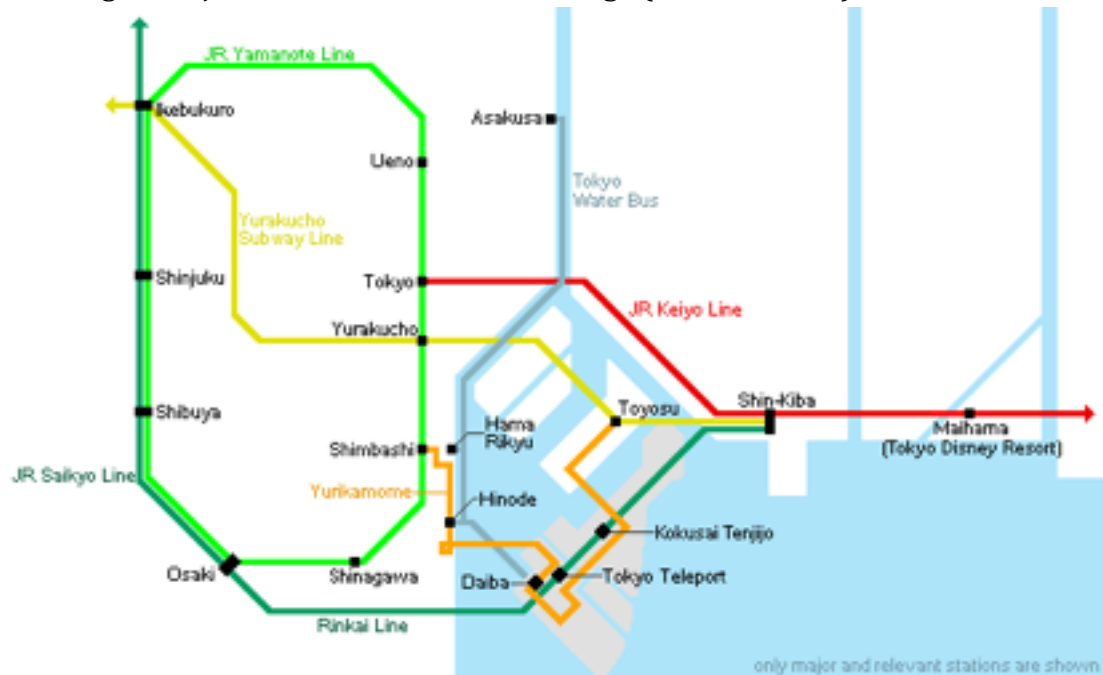 JR Yamanote Line
Ikebukuro
Asakusa
Ueno
Tokyo
Water Bus
Yurakucho
Subway Line
Shinjuku
Tokyo
JR Keiyo Line
Yurakucho
Shin-Kiba
Toyosu
Shibuya
Hama
Rikyu
Maihama
(Tokyo Disney Resort)
Shimbashi
JR Saikyo Line
Yurikamome
Hinode
Kokusai Tenjijo
Osaki
Shinagawa
Daiba
Tokyo Teleport
Rinkai Line
only major and relevant stations are shown